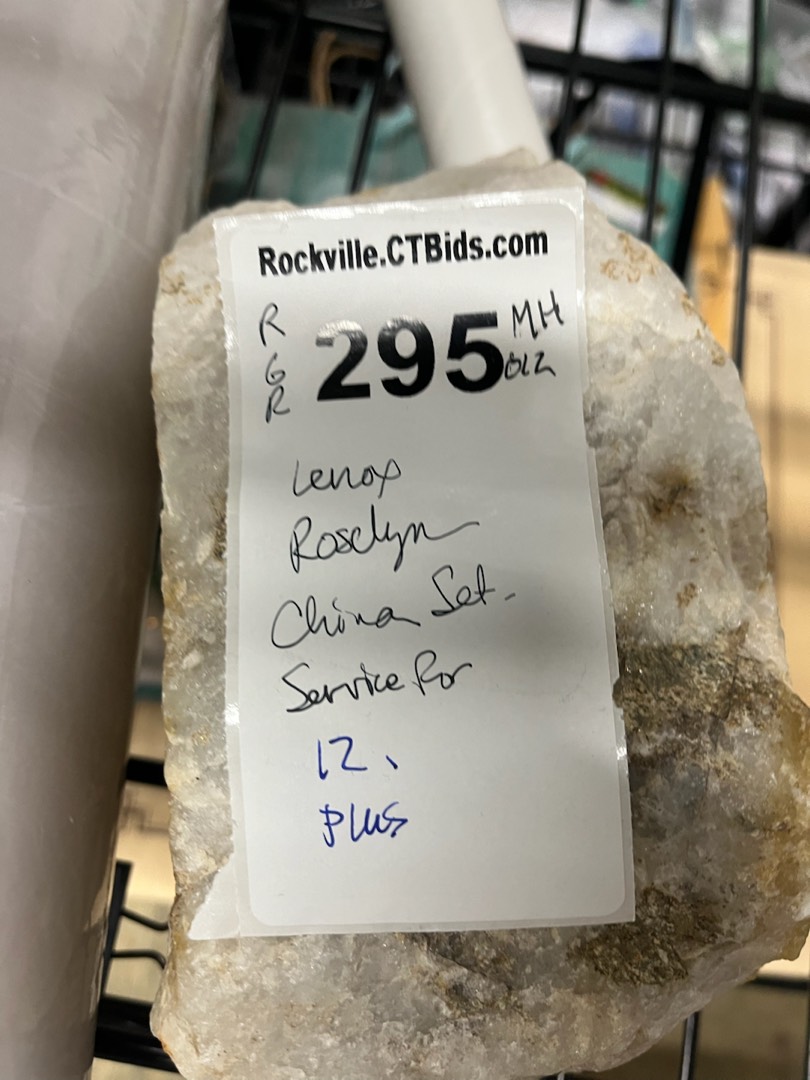 Rockville.CTBids.com
R
G
R
295
MH
012
Lenox
Roselyn
China Set.
Service for
12.
Plus